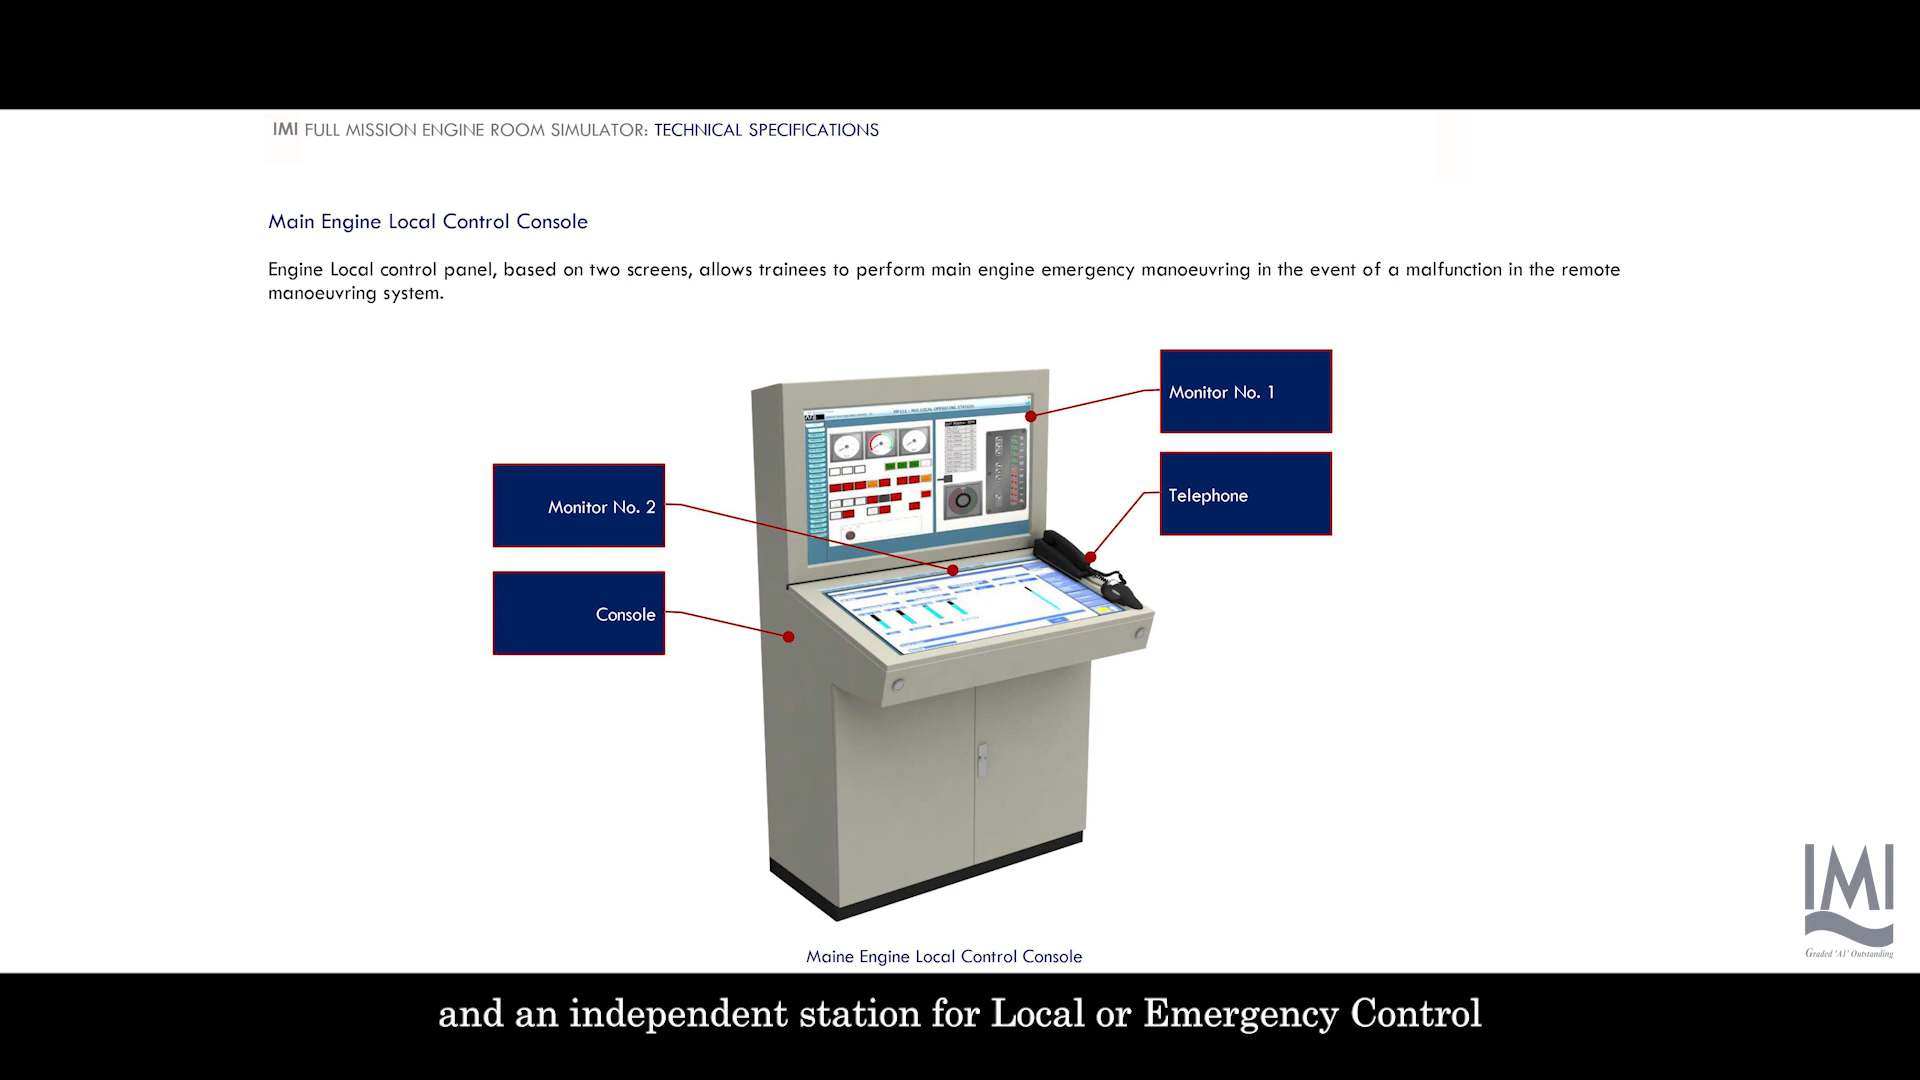 IMI FULL MISSION ENGINE ROOM SIMULATOR: TECHNICAL SPECIFICATIONS
Main Engine Local Control Console
Engine Local control panel, based on two screens, allows trainees to perform main engine emergency manoeuvring in the event of a malfunction in the remote
manoeuvring system.
Monitor No. 1
Telephone
Monitor No. 2
Console
Maine Engine Local Control Console
IMI
Graded 'A1' Outstanding
and an independent station for Local or Emergency Control